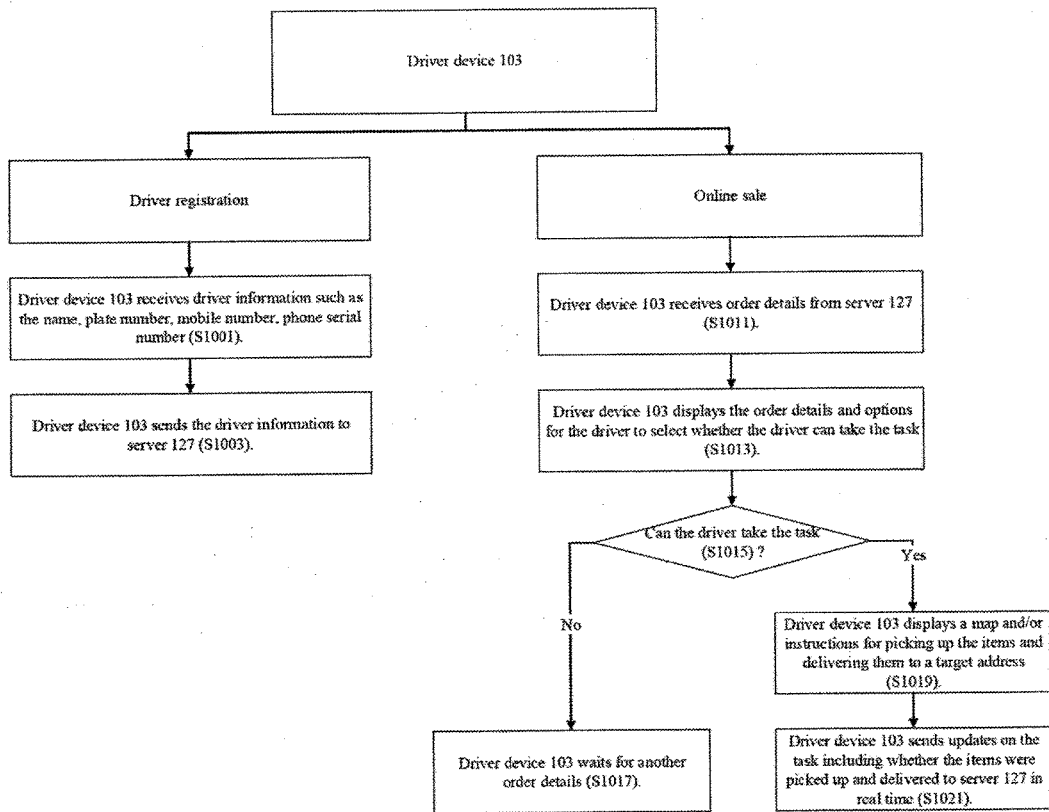 Driver device 103
Driver registration
Online sale
Driver device 103 receives driver information such as
the name, plate number, mobile number, phone serial
number (S1001).
Driver device 103 sends the driver information to
server 127 (S1003).
Driver device 103 receives order details from server 127
(S1011).
Driver device 103 displays the order details and options
for the driver to select whether the driver can take the task
(S1013).
Can the driver take the task
(S1015) ?
No
Yes
Driver device 103 waits for another
order details (S1017).
Driver device 103 displays a map and/or
instructions for picking up the items and
delivering them to a target address
(S1019).
Driver device 103 sends updates on the
task including whether the items were
picked up and delivered to server 127 in
real time (S1021).